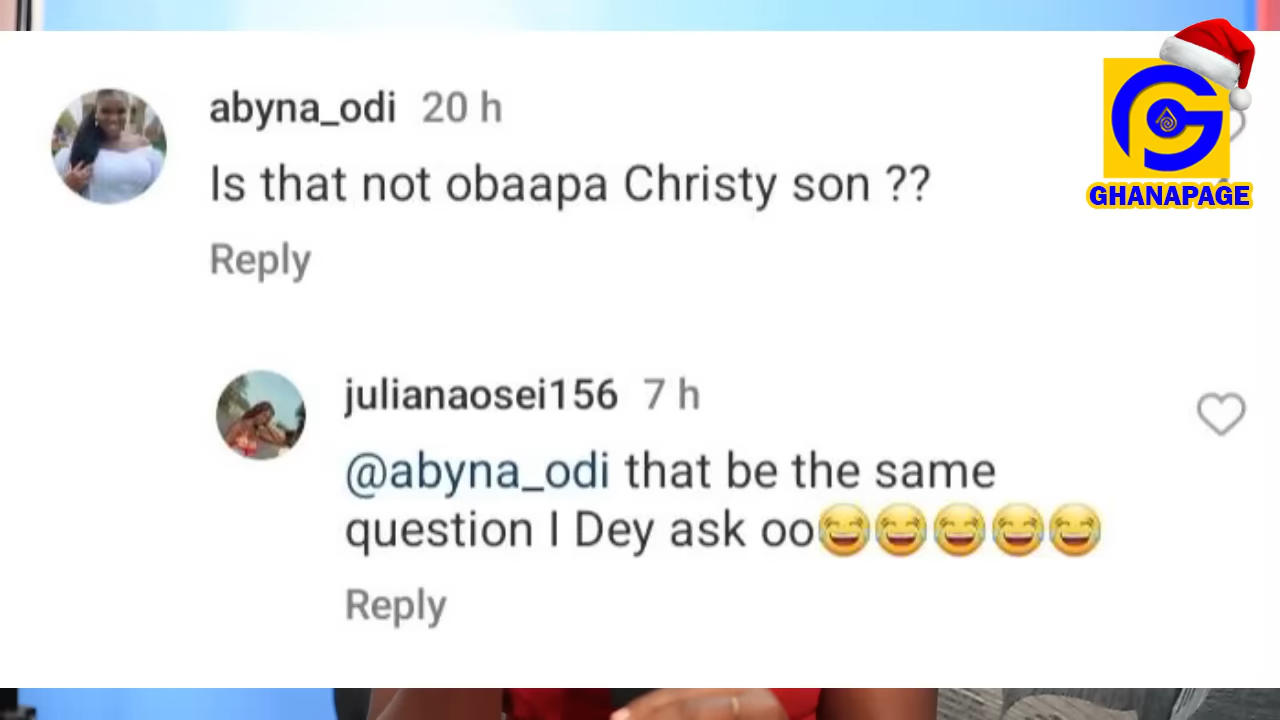 abyna_odi 20 h
GHANAPAGE
Is that not obaapa Christy son ??
Reply
julianaosei156 7 h
@abyna_odi that be the same
question I Dey ask oo😂😂😂😂😂
Reply